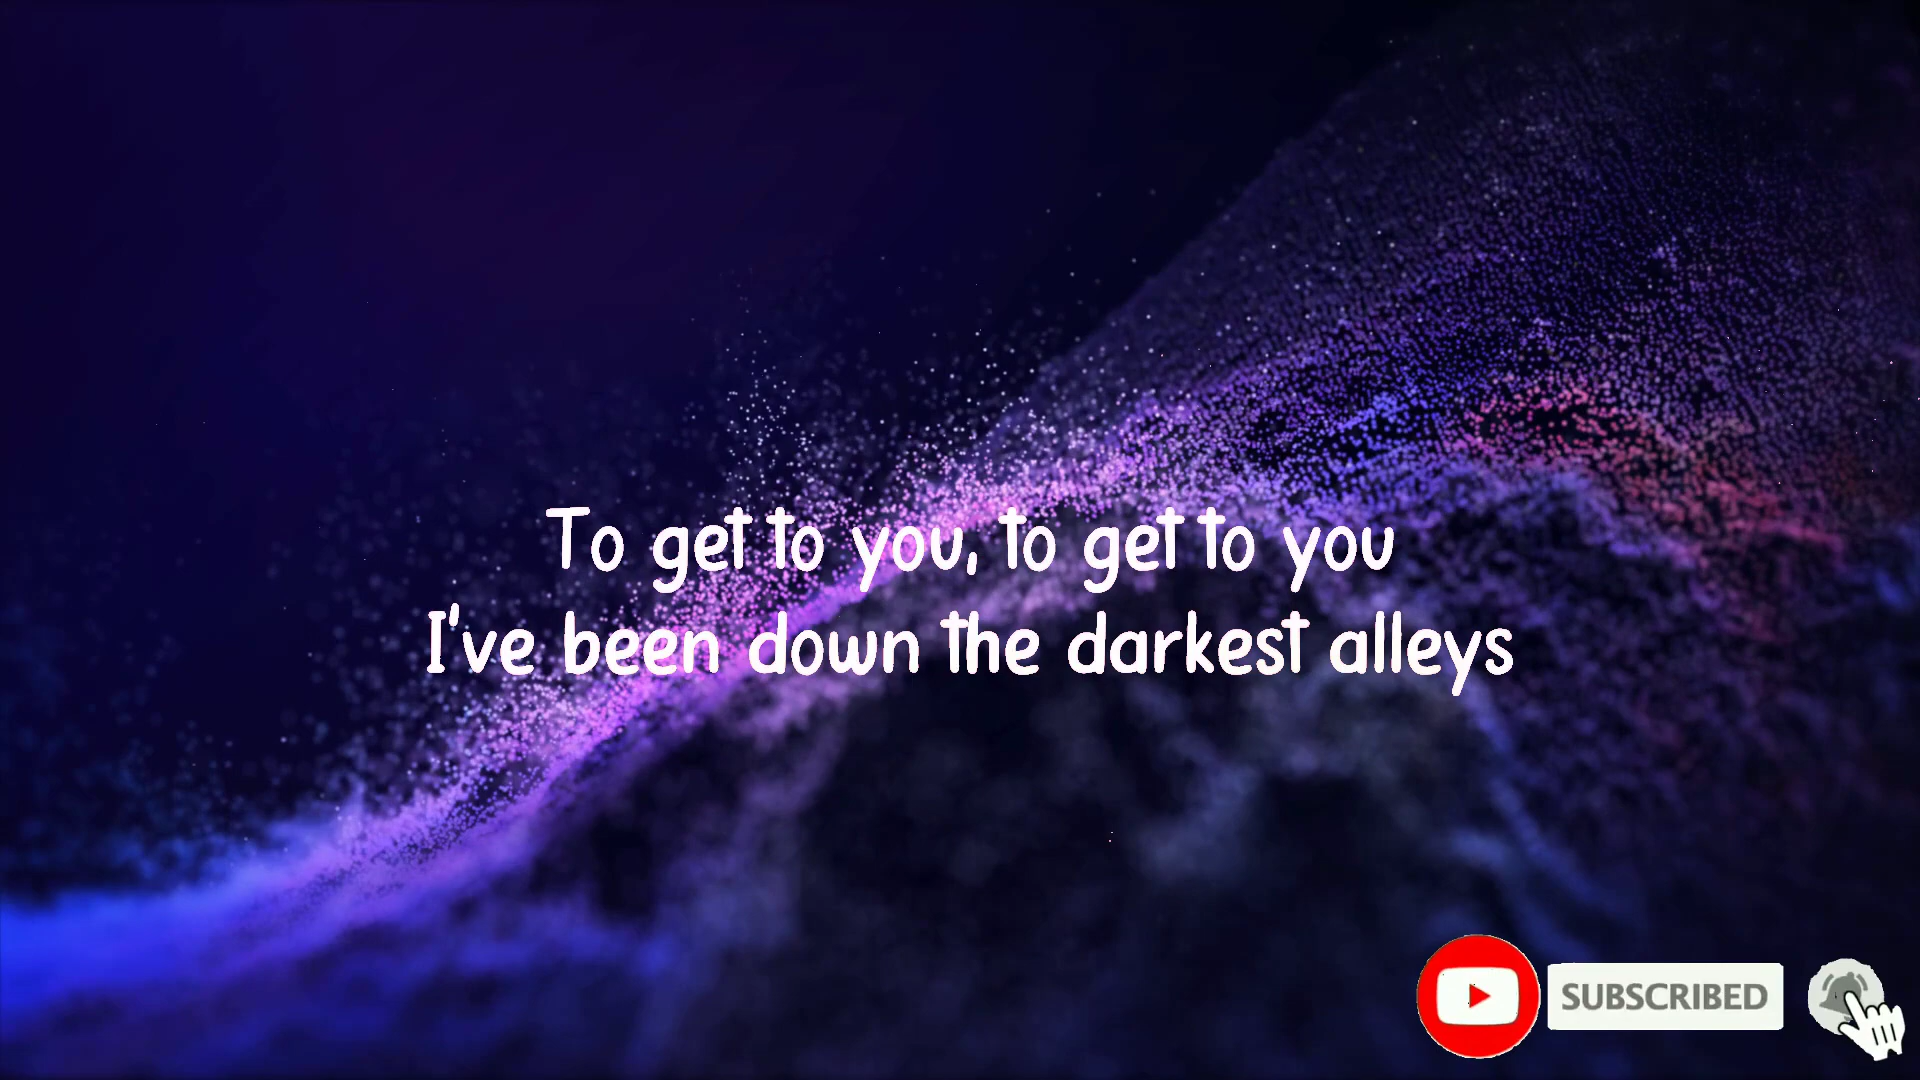 To get to you, to get to you
I've been down the darkest alleys
SUBSCRIBED